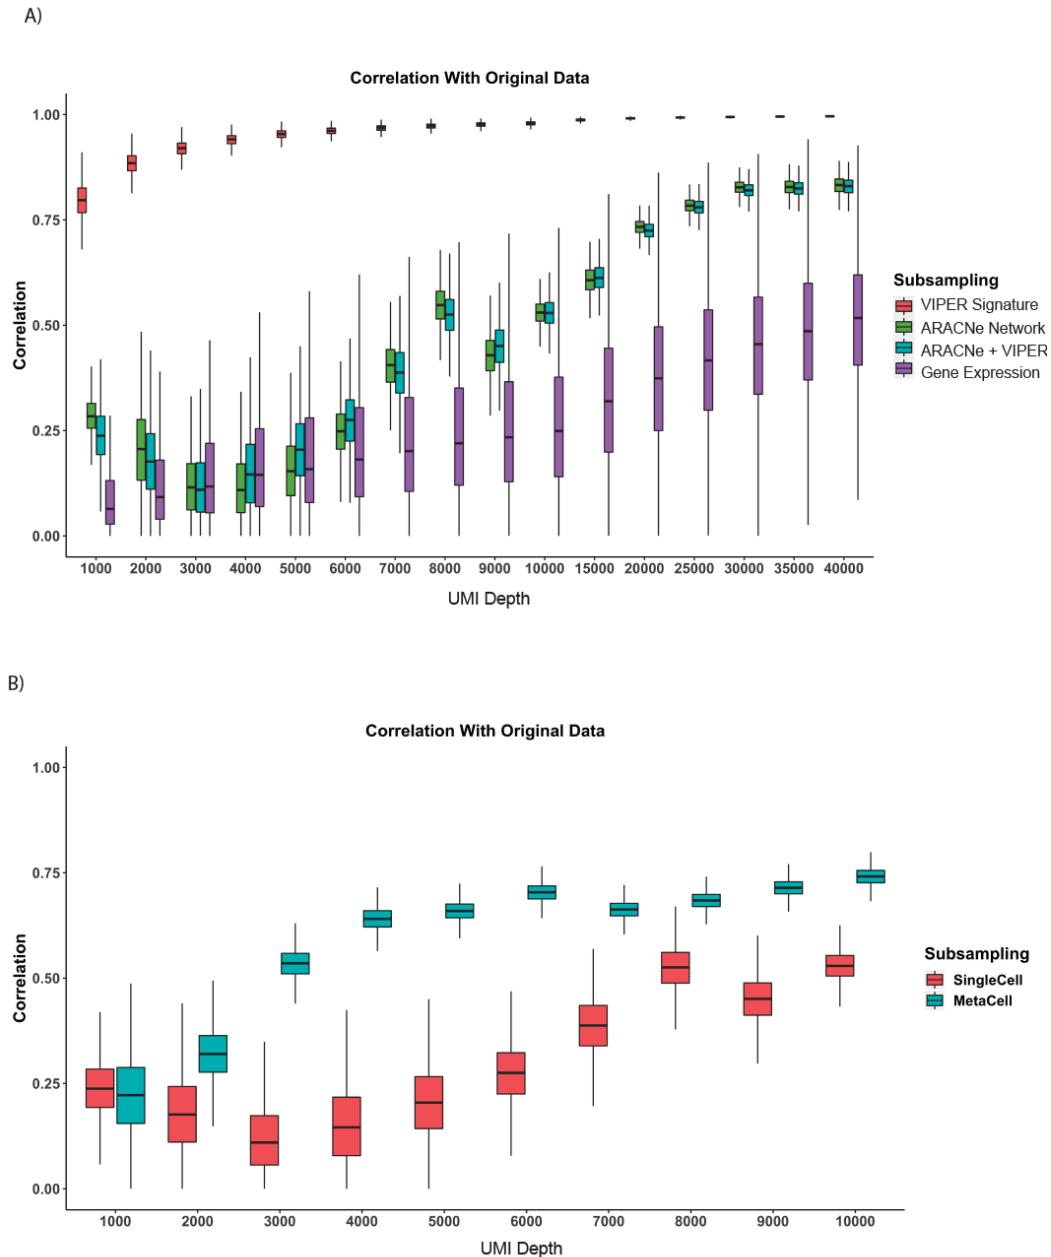 A)
Correlation With Original Data
1.00
0.75
0.50
0.25
0.00
Correlation
1000 2000 3000 4000 5000 6000 7000 8000 9000 10000 15000 20000 25000 30000 35000 40000
UMI Depth
Subsampling
VIPER Signature
ARACNe Network
ARACNe + VIPER
Gene Expression
B)
Correlation With Original Data
1.00
0.75
0.50
0.25
0.00
Correlation
1000 2000 3000 4000 5000 6000 7000 8000 9000 10000
UMI Depth
Subsampling
SingleCell
MetaCell